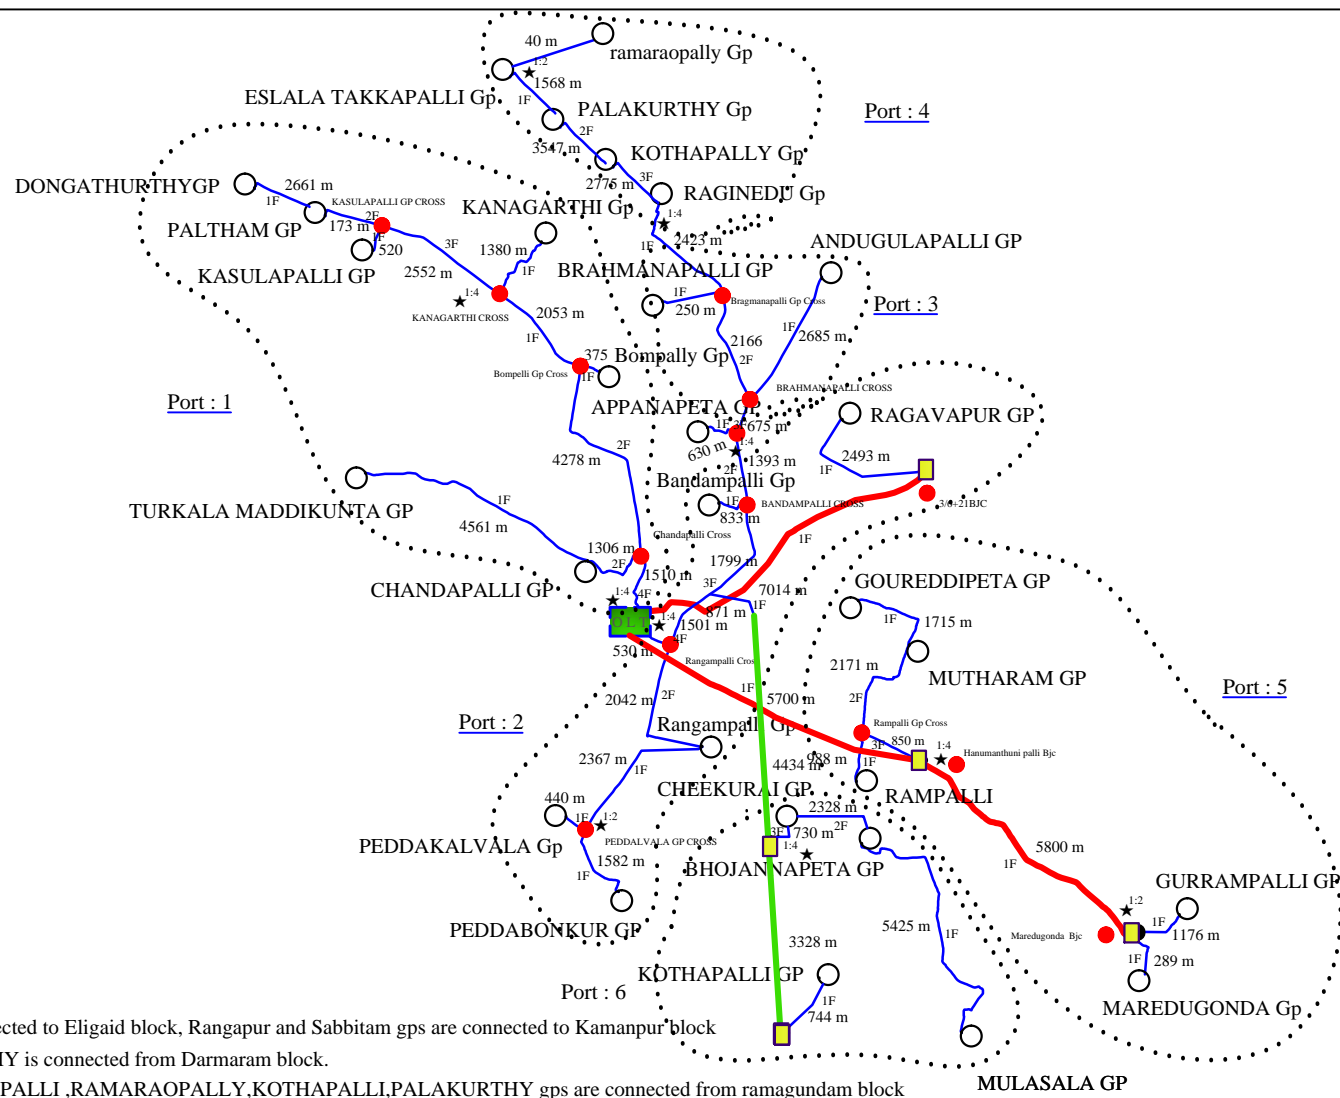 40 m
ramaraopally Gp
1:2
1568 m
ESLALA TAKKAPALLI Gp
1F
PALAKURTHY Gp
Port : 4
2F
3547 m
KOTHAPALLY Gp
2775 m
3F
RAGINEDU Gp
DONGATHURTHYGP
2661 m
1F
KASULAPALLI GP CROSS
KANAGARTHI Gp
1:4
PALTHAM GP
173 m
2F
1F
520
3F
1380 m
1F
2423 m
ANDUGULAPALLI GP
KASULAPALLI GP
2552 m
1F
BRAHMANAPALLI GP
1:4
1F
250 m
Bragmanapalli Gp Cross
Port : 3
KANAGARTHI CROSS
2053 m
1F
2166
1F
2685 m
375
Bompally Gp
2F
Bompelli Gp Cross
1F
BRAHMANAPALLI CROSS
Port : 1
APPANAPETA GP
RAGAVAPUR GP
1F
3F
675 m
630 m
1:4
2F
4278 m
1393 m
2493 m
1F
2F
Bandampalli Gp
1F
TURKALA MADDIKUNTA GP
4561 m
1F
833 m
BANDAMPALLI CROSS
3/6+21BJC
Chandapalli Cross
1F
1306 m
2F
1799 m
CHANDAPALLI GP
1510 m
3F
7014 m
GOUREDDIPETA GP
1:4
4F
871 m
1F
1F
1715 m
O L T
1:4
1501 m
4F
530 m
Rangampalli Cross
2171 m
MUTHARAM GP
2042 m
2F
1F
5700 m
2F
Port : 5
Port : 2
Rangampalli Gp
Rampalli Gp Cross
3F
850 m
1:4
Hanumanthuni palli Bjc
2367 m
1F
4434 m
988 m
1F
CHEEKURAI GP
RAMPALLI
440 m
1F
1:2
2328 m
PEDDALVALA GP CROSS
3F
730 m
2F
5800 m
1F
PEDDAKALVALA Gp
1:4
1582 m
1F
BHOJANNAPETA GP
GURRAMPALLI GP
1:2
PEDDABONKUR GP
5425 m
1F
1F
Maredugonda Bjc
1176 m
3328 m
1F
289 m
KOTHAPALLI GP
Port : 6
1F
744 m
MAREDUGONDA Gp
ected to Eligaid block, Rangapur and Sabbitam gps are connected to Kamanpur block
HY is connected from Darmaram block.
MULASALA GP
PALLI ,RAMARAOPALLY,KOTHAPALLI,PALAKURTHY gps are connected from ramagundam block